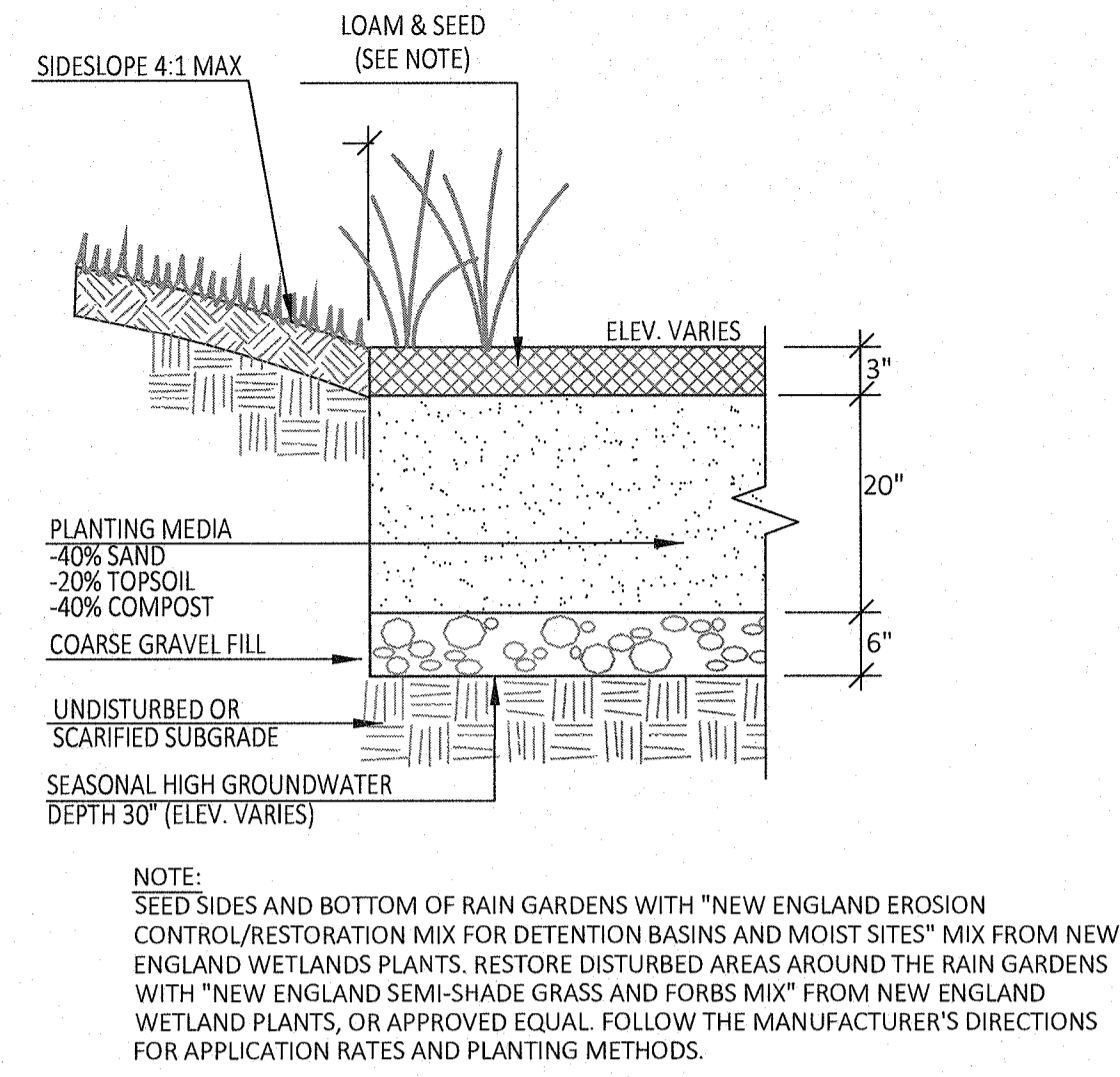 LOAM & SEED
(SEE NOTE)
SIDESLOPE 4:1 MAX
ELEV. VARIES
3"
20"
PLANTING MEDIA
-40% SAND
-20% TOPSOIL
-40% COMPOST
COARSE GRAVEL FILL
6"
UNDISTURBED OR
SCARIFIED SUBGRADE
SEASONAL HIGH GROUNDWATER
DEPTH 30" (ELEV. VARIES)
NOTE:
SEED SIDES AND BOTTOM OF RAIN GARDENS WITH "NEW ENGLAND EROSION
CONTROL/RESTORATION MIX FOR DETENTION BASINS AND MOIST SITES" MIX FROM NEW
ENGLAND WETLANDS PLANTS. RESTORE DISTURBED AREAS AROUND THE RAIN GARDENS
WITH "NEW ENGLAND SEMI-SHADE GRASS AND FORBS MIX" FROM NEW ENGLAND
WETLAND PLANTS, OR APPROVED EQUAL. FOLLOW THE MANUFACTURER'S DIRECTIONS
FOR APPLICATION RATES AND PLANTING METHODS.